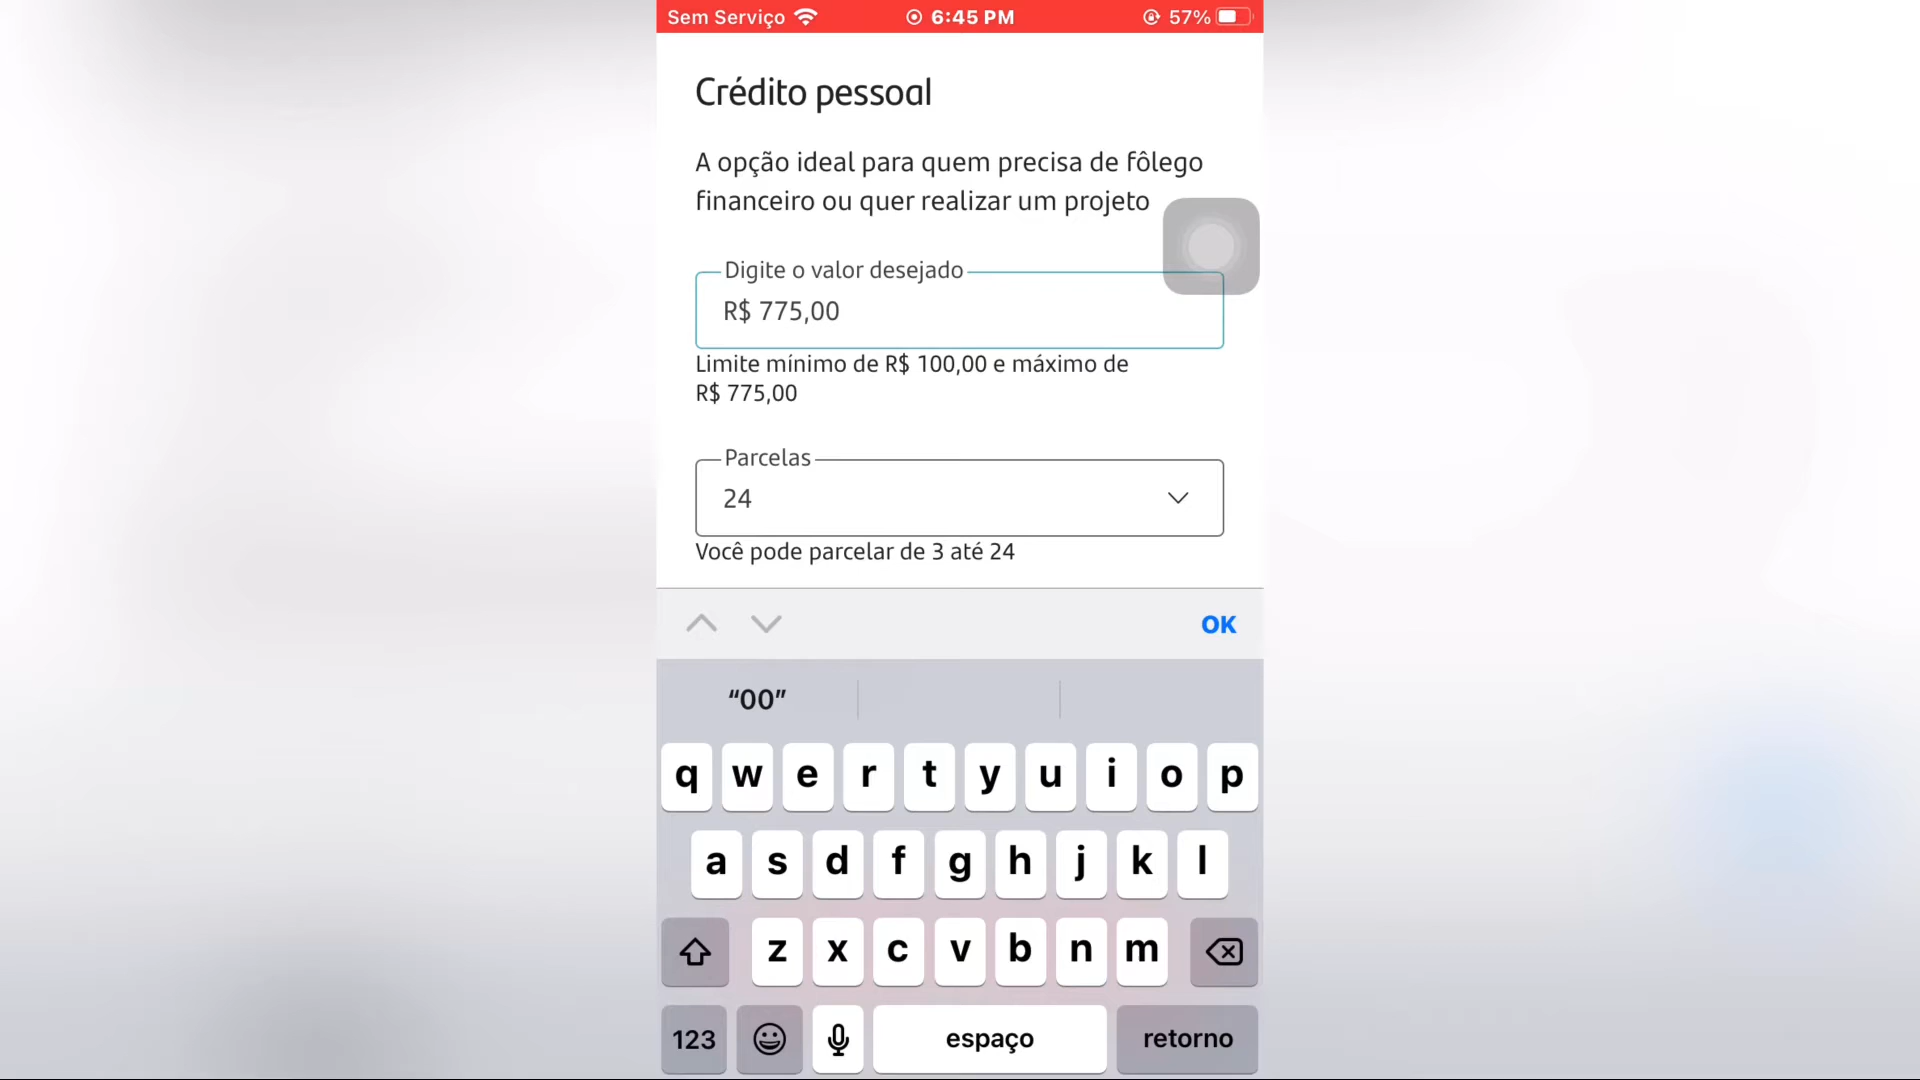 Sem Serviço 6:45 PM 57%
Crédito pessoal
A opção ideal para quem precisa de fôlego
financeiro ou quer realizar um projeto
Digite o valor desejado
R$ 775,00
Limite mínimo de R$ 100,00 e máximo de
R$ 775,00
Parcelas
24
Você pode parcelar de 3 até 24
OK
“00”
q w e r t y u i o p
a s d f g h j k l
z x c v b n m
123 espaço retorno